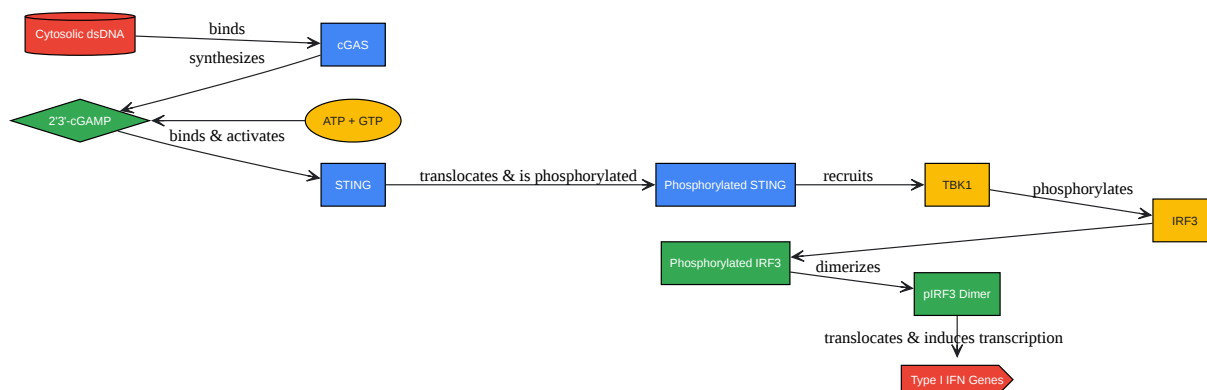 Cytosolic dsDNA
binds
cGAS
synthesizes
2'3'-cGAMP
ATP + GTP
binds & activates
STING
translocates & is phosphorylated
Phosphorylated STING
recruits
TBK1
phosphorylates
IRF3
Phosphorylated IRF3
dimerizes
pIRF3 Dimer
translocates & induces transcription
Type I IFN Genes